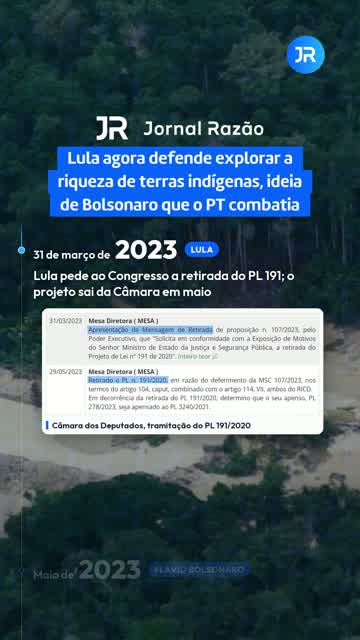 JR
JR Jornal Razão
Lula agora defende explorar a
riqueza de terras indígenas, ideia
de Bolsonaro que o PT combatia
31 de março de 2023 LULA
Lula pede ao Congresso a retirada do PL 191; o
projeto sai da Câmara em maio
31/03/2023 Mesa Diretora ( MESA )
Apresentação da Mensagem de Retirada de proposição n. 107/2023, pelo
Poder Executivo, que "Solicita em conformidade com a Exposição de Motivos
do Senhor Ministro de Estado da Justiça e Segurança Pública, a retirada do
Projeto de Lei nº 191 de 2020". Inteiro teor
29/05/2023 Mesa Diretora ( MESA )
Retirado o PL n. 191/2020, em razão do deferimento da MSC 107/2023, nos
termos do artigo 104, caput, combinado com o artigo 114, VII, ambos do RICD.
Em decorrência da retirada do PL 191/2020, determino que o seu apenso, PL
278/2023, seja apensado ao PL 3240/2021.
Câmara dos Deputados, tramitação do PL 191/2020
Maio de 2023 FLÁVIO BOLSONARO